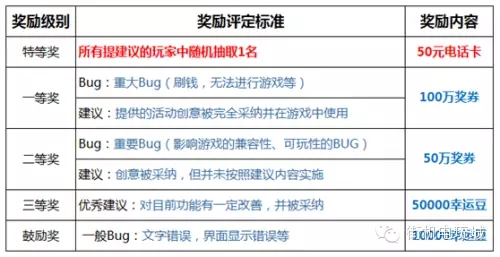 奖励级别 奖励评定标准 奖励内容
特等奖 所有提建议的玩家中随机抽取1名 50元电话卡
一等奖 Bug：重大Bug（刷钱，无法进行游戏等） 100万奖券
建议：提供的活动创意被完全采纳并在游戏中使用
二等奖 Bug：重要Bug（影响游戏的兼容性、可玩性的BUG） 50万奖券
建议：创意被采纳，但并未按照建议内容实施
三等奖 优秀建议：对目前功能有一定改善，并被采纳 50000幸运豆
鼓励奖 一般Bug：文字错误，界面显示错误等